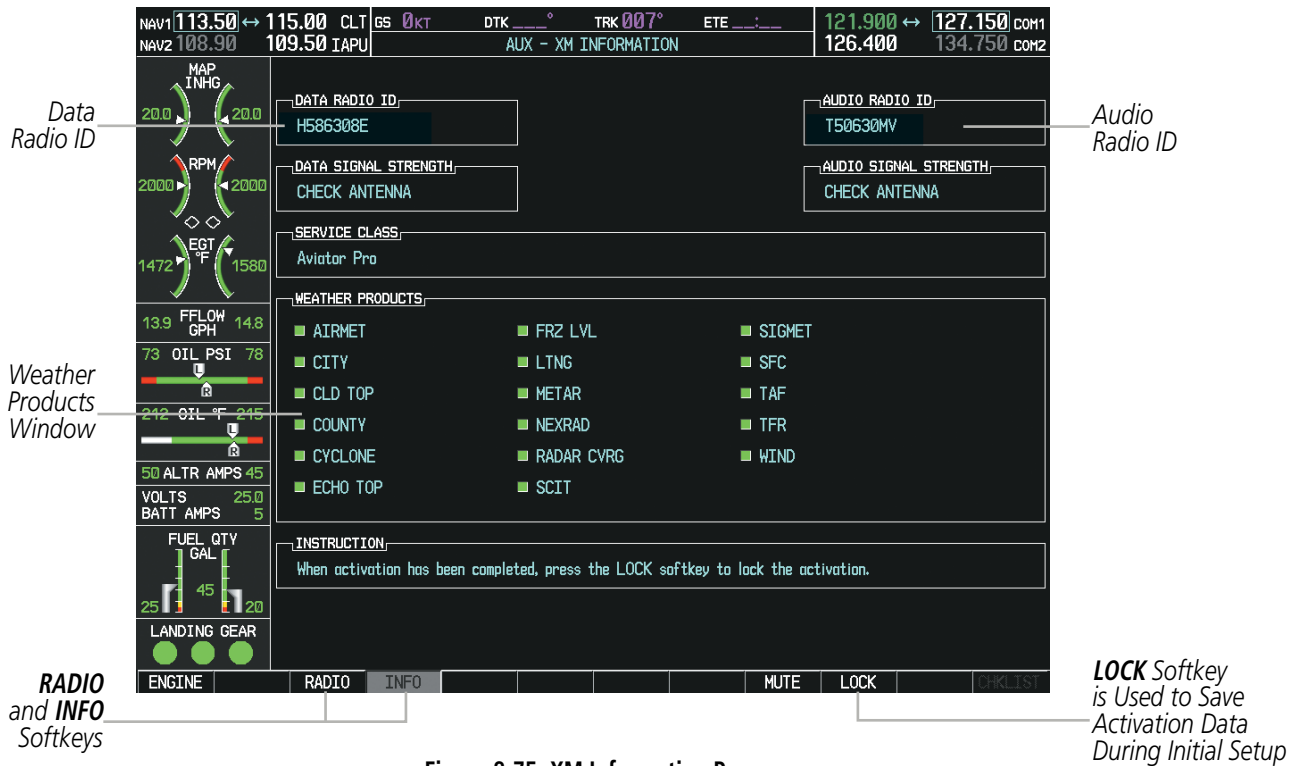 NAV1 113.50 ↔ 115.00 CLT GS 0KT DTK ___° TRK 007° ETE __:__ 121.900 ↔ 127.150 COM1
NAV2 108.90 109.50 IAPU AUX - XM INFORMATION 126.400 134.750 COM2
MAP
INHG
20.0 20.0
RPM
2000 2000
EGT
°F
1472 1580
FFLOW
GPH
13.9 14.8
73 OIL PSI 78
L
R
212 OIL °F 215
L
R
50 ALTR AMPS 45
VOLTS 25.0
BATT AMPS 5
FUEL QTY
GAL
45
25 20
LANDING GEAR
DATA RADIO ID
H586308E
AUDIO RADIO ID
T50630MV
DATA SIGNAL STRENGTH
CHECK ANTENNA
AUDIO SIGNAL STRENGTH
CHECK ANTENNA
SERVICE CLASS
Aviator Pro
WEATHER PRODUCTS
AIRMET FRZ LVL SIGMET
CITY LTNG SFC
CLD TOP METAR TAF
COUNTY NEXRAD TFR
CYCLONE RADAR CVRG WIND
ECHO TOP SCIT
INSTRUCTION
When activation has been completed, press the LOCK softkey to lock the activation.
ENGINE RADIO INFO MUTE LOCK CHKLIST
Data
Radio ID
Audio
Radio ID
Weather
Products
Window
RADIO
and INFO
Softkeys
LOCK Softkey
is Used to Save
Activation Data
During Initial Setup